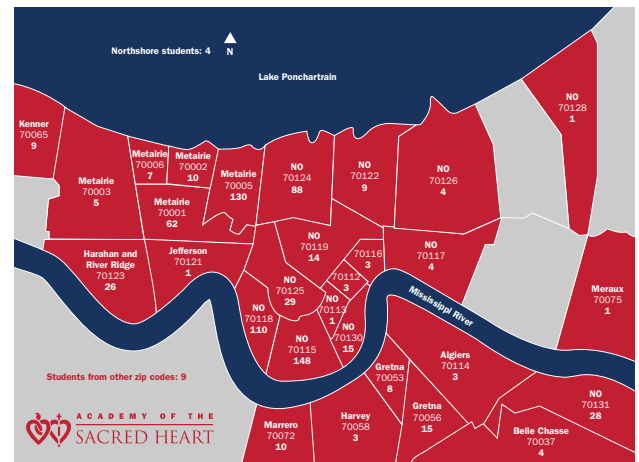 Northshore students: 4
N
Lake Ponchartrain
Kenner
70065
9
Metairie
70003
5
Metairie
70006
7
Metairie
70002
10
Metairie
70005
130
Metairie
70001
62
NO
70124
88
NO
70122
9
NO
70126
4
NO
70128
1
Harahan and
River Ridge
70123
26
Jefferson
70121
1
NO
70119
14
70116
3
70112
3
NO
70117
4
NO
70125
29
NO
70113
1
NO
70118
110
NO
70130
15
NO
70115
148
Mississippi River
Meraux
70075
1
Algiers
70114
3
Gretna
70053
8
Gretna
70056
15
NO
70131
28
Belle Chasse
70037
4
Harvey
70058
3
Marrero
70072
10
Students from other zip codes: 9
ACADEMY OF THE
SACRED HEART